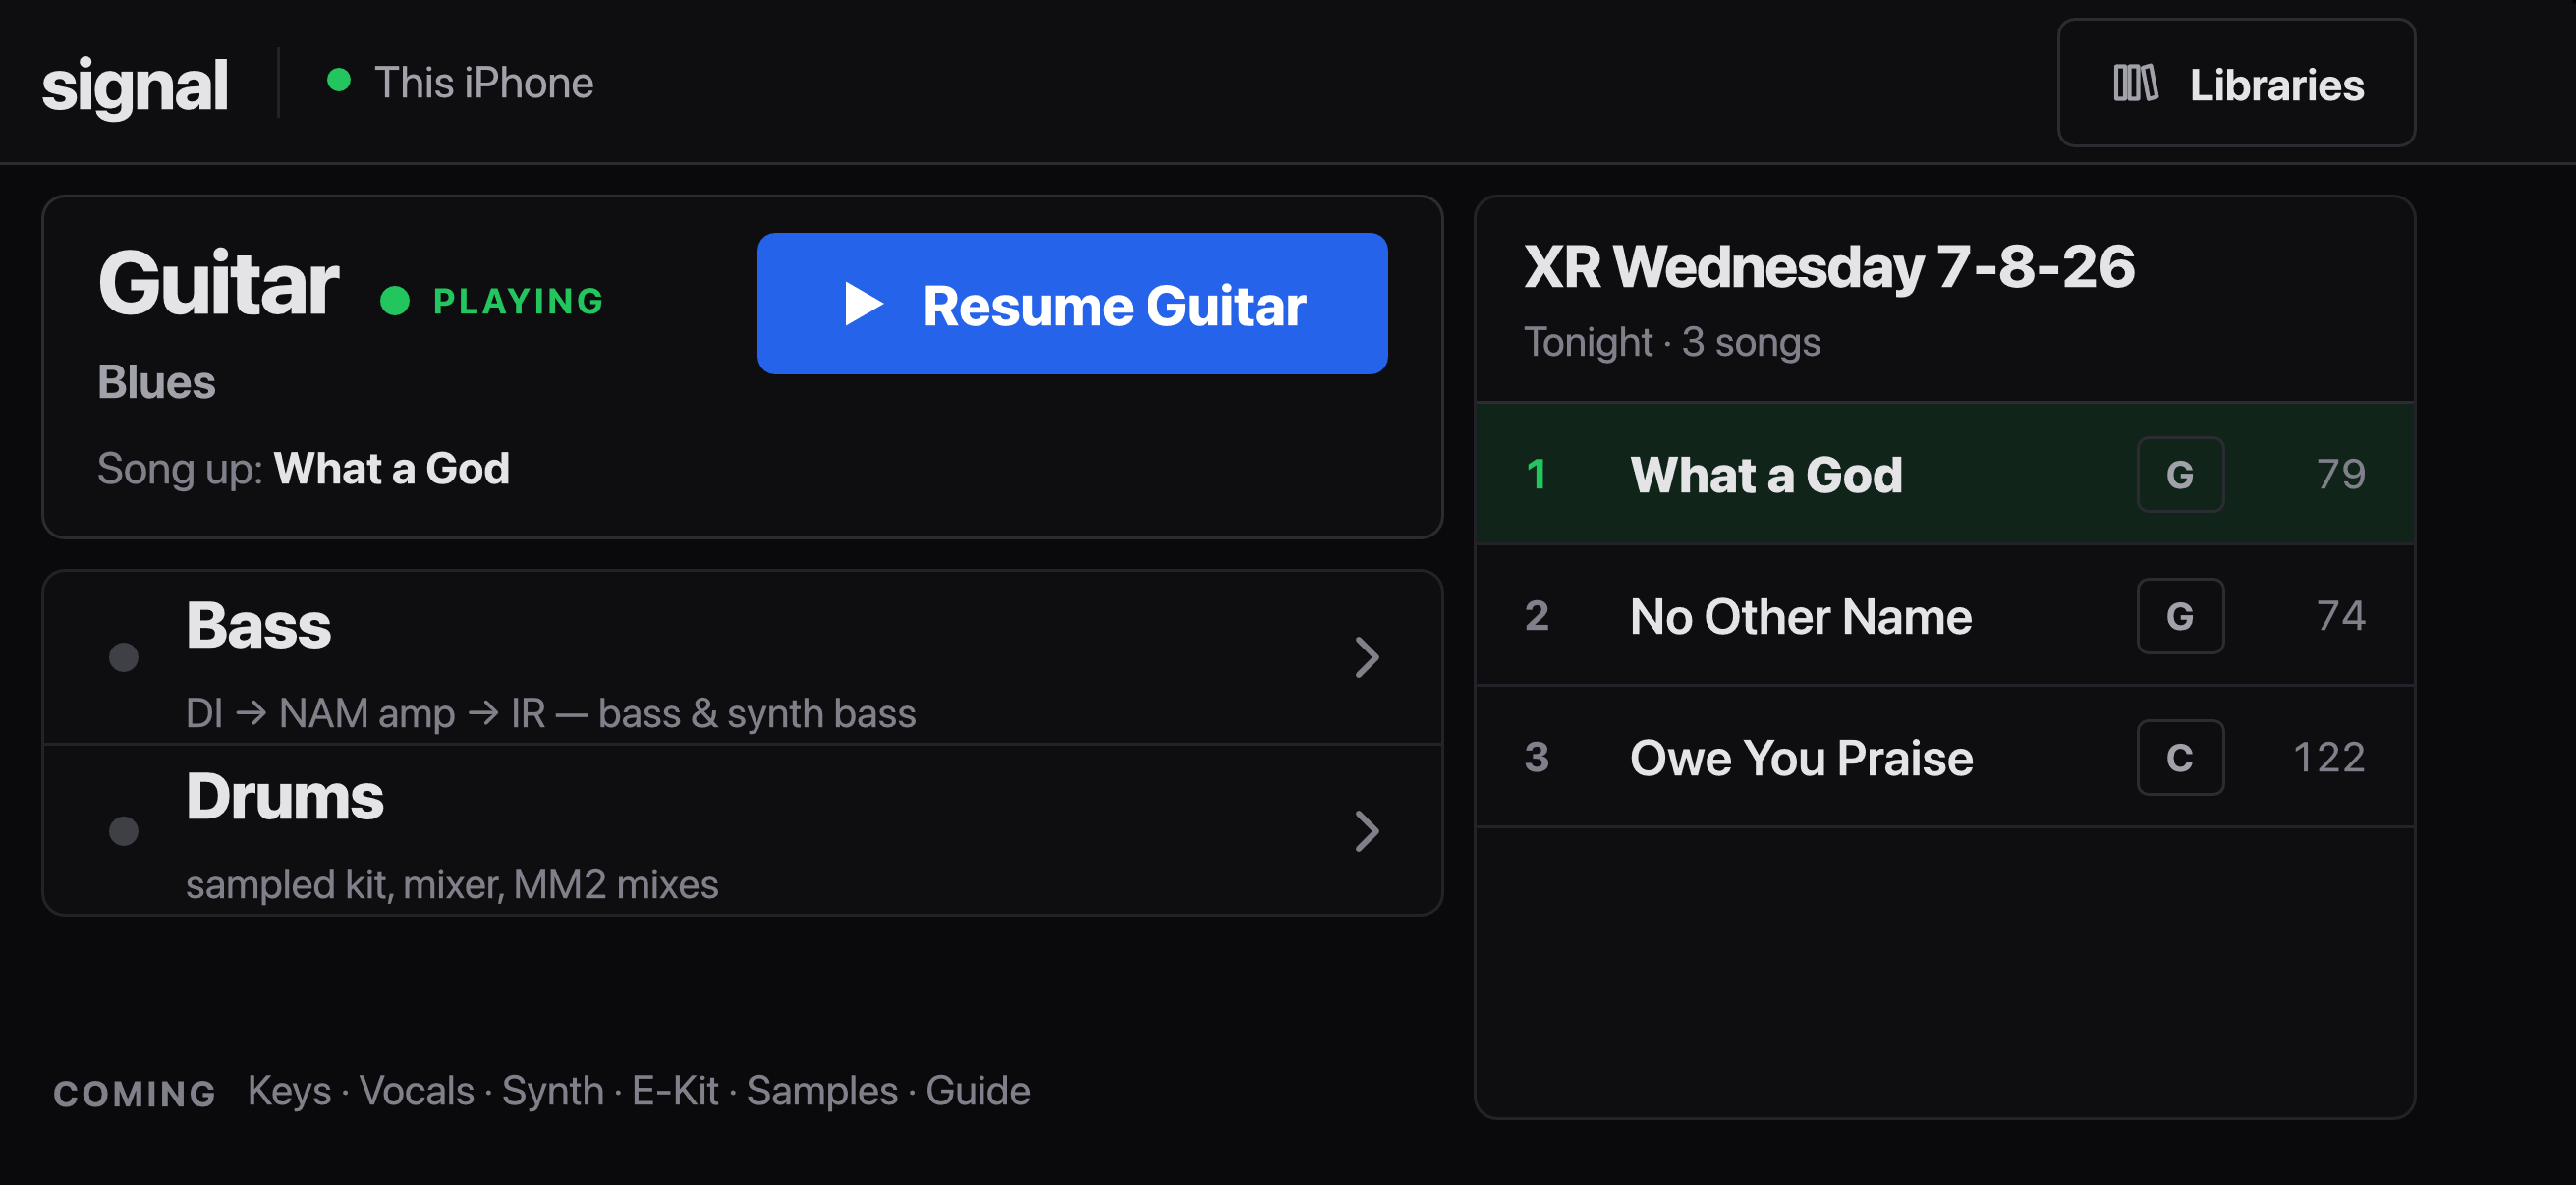 signal
This iPhone
Libraries
Guitar
PLAYING
Resume Guitar
Blues
Song up: What a God
Bass
DI → NAM amp → IR — bass & synth bass
Drums
sampled kit, mixer, MM2 mixes
COMING Keys · Vocals · Synth · E-Kit · Samples · Guide
XR Wednesday 7-8-26
Tonight · 3 songs
1 What a God G 79
2 No Other Name G 74
3 Owe You Praise C 122